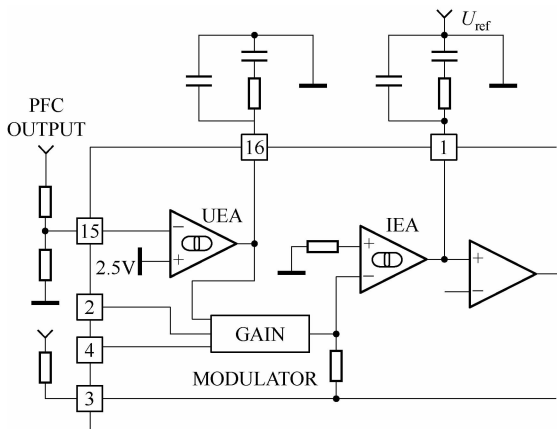 U_ref
PFC
OUTPUT
16
1
15
UEA
IEA
−
+
2.5V
+
−
+
−
2
4
GAIN
MODULATOR
3